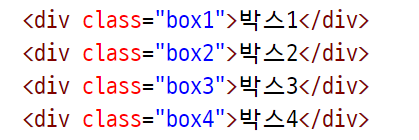 <div class="box1">박스1</div>
<div class="box2">박스2</div>
<div class="box3">박스3</div>
<div class="box4">박스4</div>